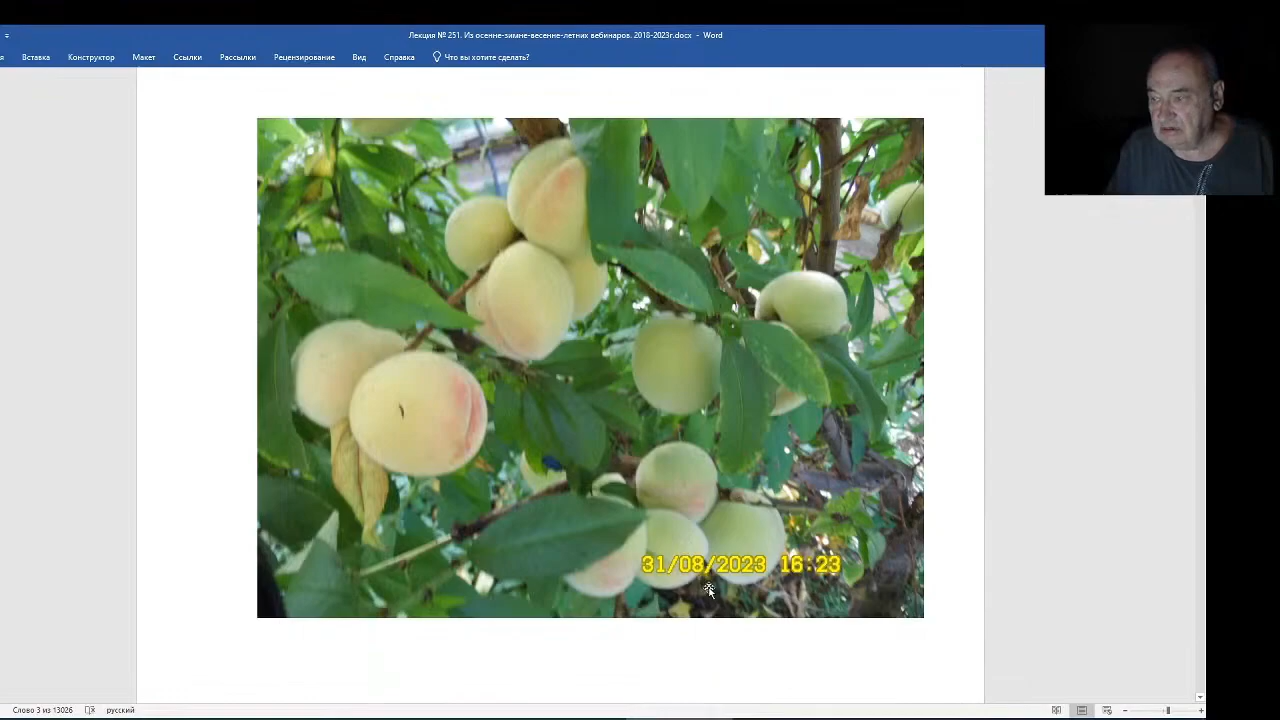 Лекция № 251. Из осенне-зимне-весенне-летних вебинаров. 2018-2023г.docx - Word
я Вставка Конструктор Макет Ссылки Рассылки Рецензирование Вид Справка Что вы хотите сделать?
31/08/2023 16:23
Слово 3 из 13026 русский